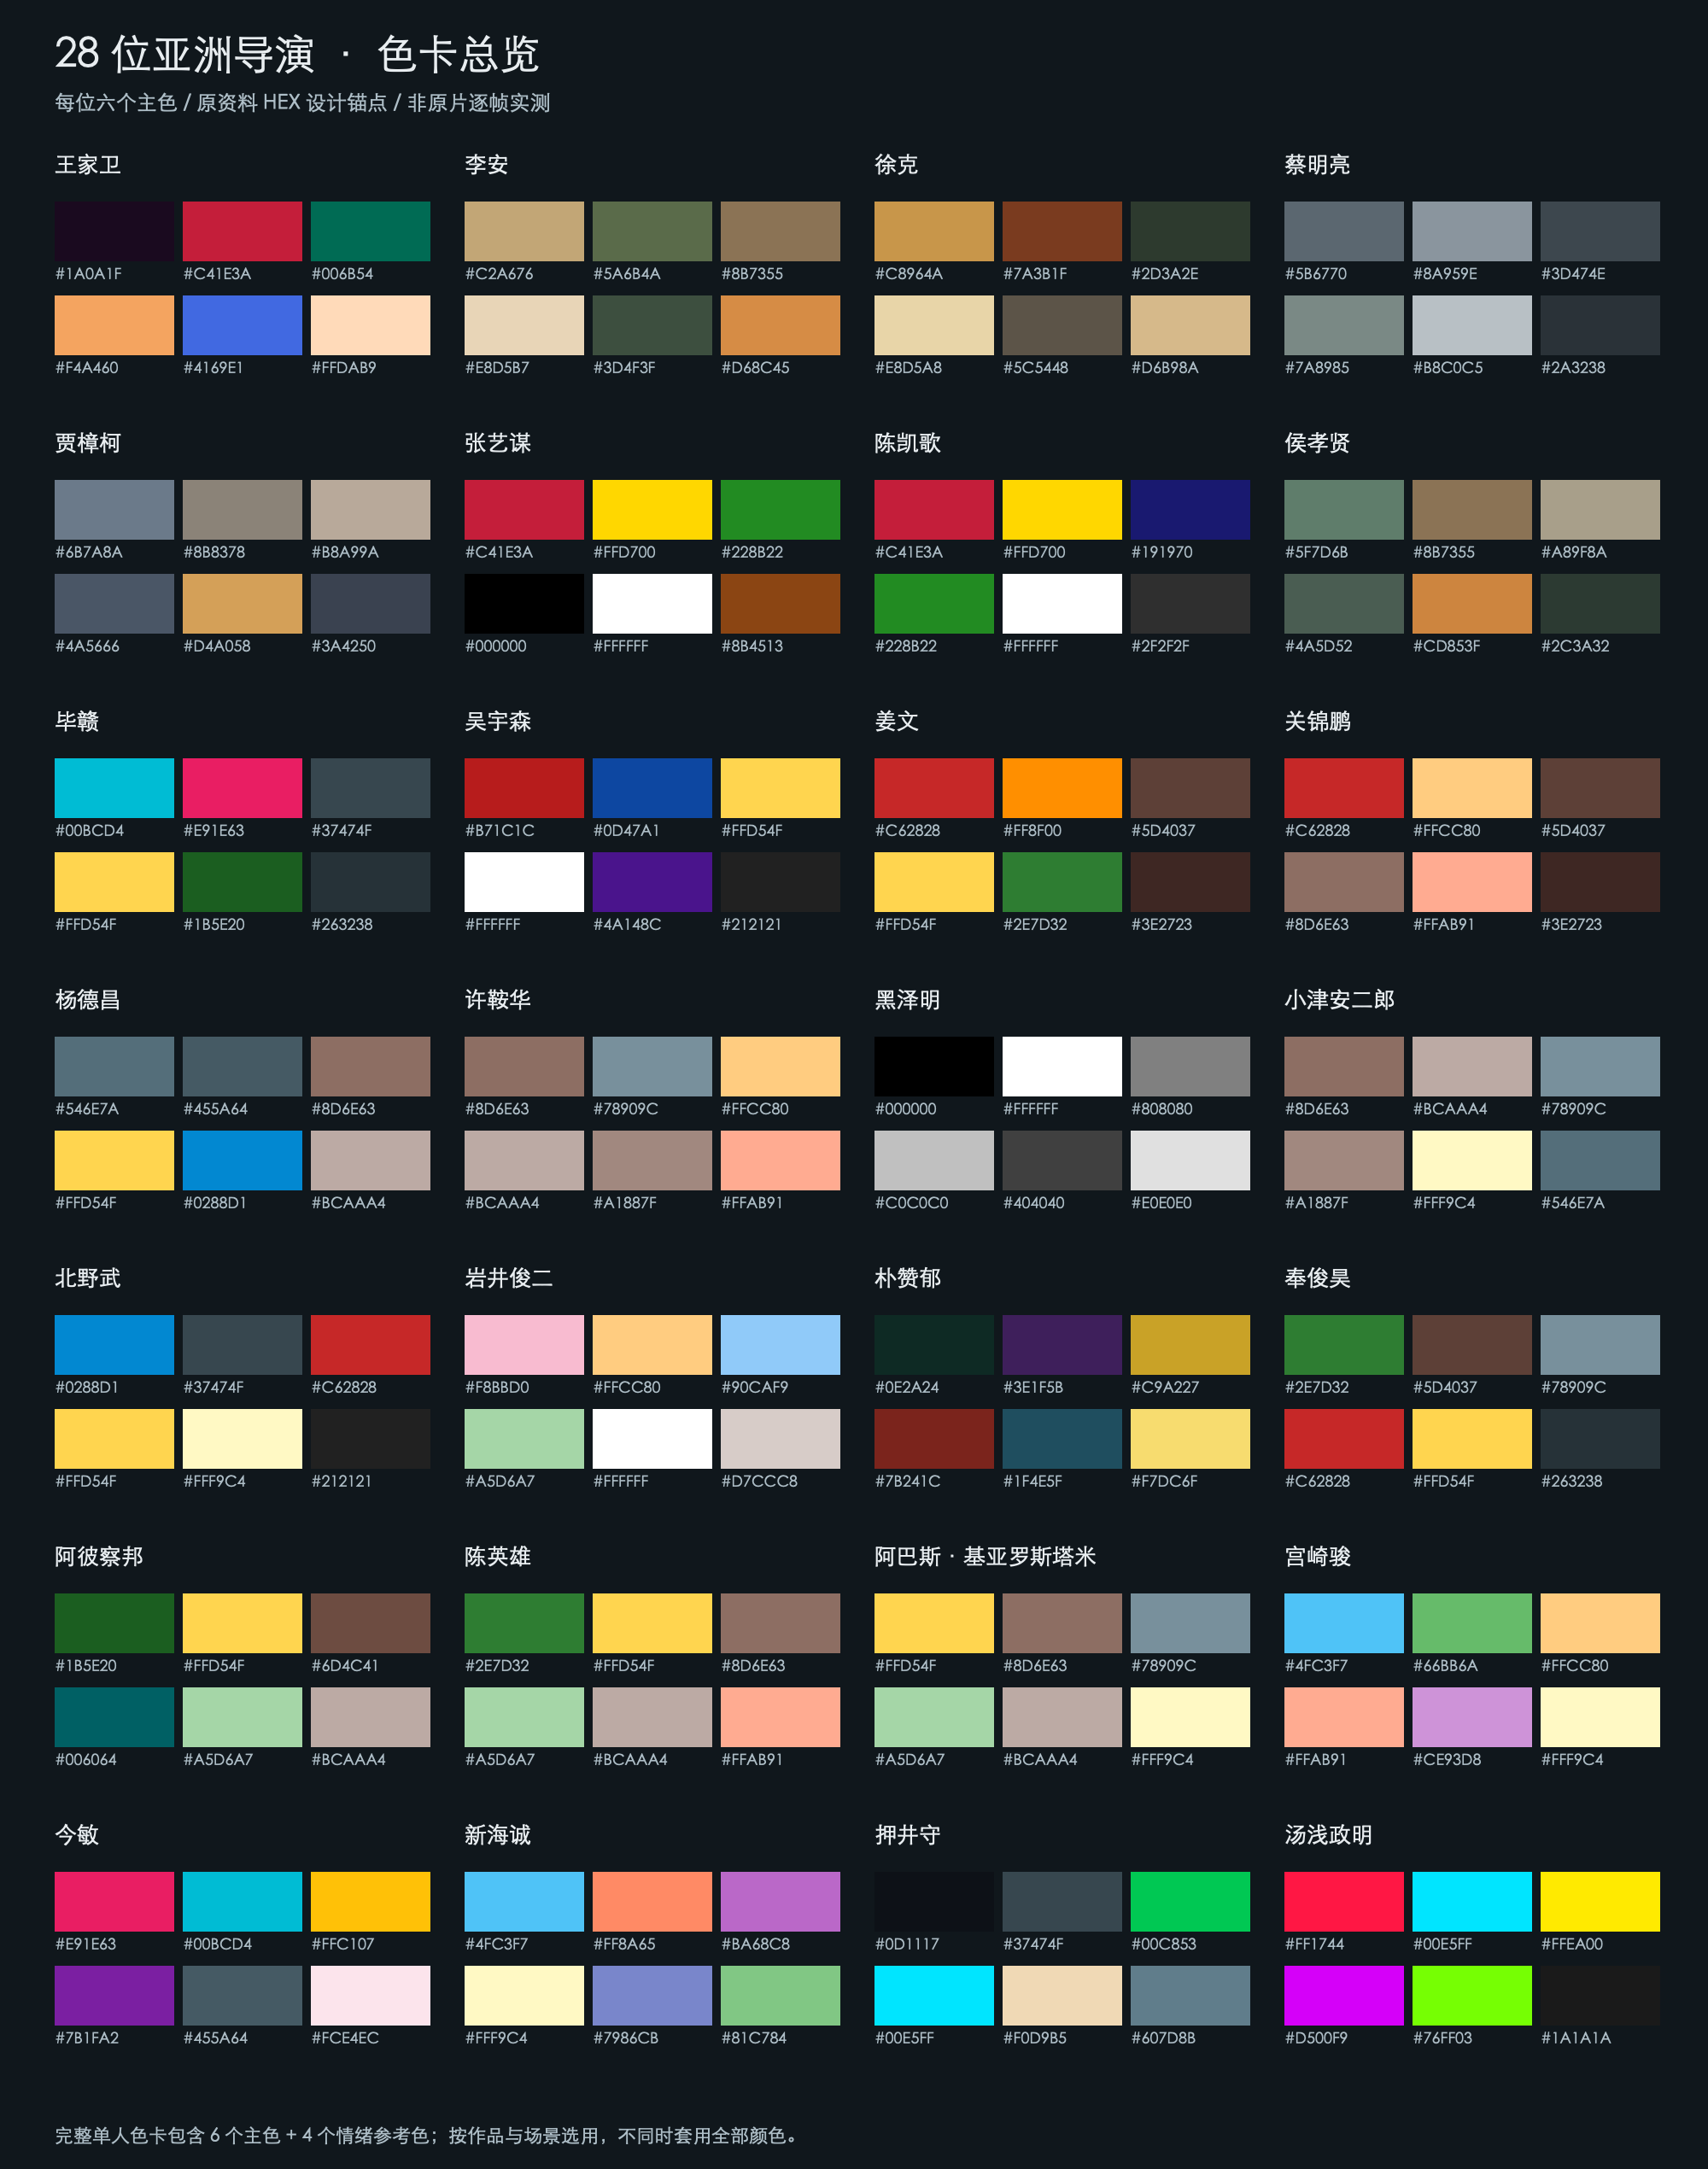 28 位亚洲导演 · 色卡总览
每位六个主色 / 原资料 HEX 设计锚点 / 非原片逐帧实测
王家卫 李安 徐克 蔡明亮
#1A0A1F #C41E3A #006B54 #C2A676 #5A6B4A #8B7355 #C8964A #7A3B1F #2D3A2E #5B6770 #8A959E #3D474E
#F4A460 #4169E1 #FFDAB9 #E8D5B7 #3D4F3F #D68C45 #E8D5A8 #5C5448 #D6B98A #7A8985 #B8C0C5 #2A3238
贾樟柯 张艺谋 陈凯歌 侯孝贤
#6B7A8A #8B8378 #B8A99A #C41E3A #FFD700 #228B22 #C41E3A #FFD700 #191970 #5F7D6B #8B7355 #A89F8A
#4A5666 #D4A058 #3A4250 #000000 #FFFFFF #8B4513 #228B22 #FFFFFF #2F2F2F #4A5D52 #CD853F #2C3A32
毕赣 吴宇森 姜文 关锦鹏
#00BCD4 #E91E63 #37474F #B71C1C #0D47A1 #FFD54F #C62828 #FF8F00 #5D4037 #C62828 #FFCC80 #5D4037
#FFD54F #1B5E20 #263238 #FFFFFF #4A148C #212121 #FFD54F #2E7D32 #3E2723 #8D6E63 #FFAB91 #3E2723
杨德昌 许鞍华 黑泽明 小津安二郎
#546E7A #455A64 #8D6E63 #8D6E63 #78909C #FFCC80 #000000 #FFFFFF #808080 #8D6E63 #BCAAA4 #78909C
#FFD54F #0288D1 #BCAAA4 #BCAAA4 #A1887F #FFAB91 #C0C0C0 #404040 #E0E0E0 #A1887F #FFF9C4 #546E7A
北野武 岩井俊二 朴赞郁 奉俊昊
#0288D1 #37474F #C62828 #F8BBD0 #FFCC80 #90CAF9 #0E2A24 #3E1F5B #C9A227 #2E7D32 #5D4037 #78909C
#FFD54F #FFF9C4 #212121 #A5D6A7 #FFFFFF #D7CCC8 #7B241C #1F4E5F #F7DC6F #C62828 #FFD54F #263238
阿彼察邦 陈英雄 阿巴斯 · 基亚罗斯塔米 宫崎骏
#1B5E20 #FFD54F #6D4C41 #2E7D32 #FFD54F #8D6E63 #FFD54F #8D6E63 #78909C #4FC3F7 #66BB6A #FFCC80
#006064 #A5D6A7 #BCAAA4 #A5D6A7 #BCAAA4 #FFAB91 #A5D6A7 #BCAAA4 #FFF9C4 #FFAB91 #CE93D8 #FFF9C4
今敏 新海诚 押井守 汤浅政明
#E91E63 #00BCD4 #FFC107 #4FC3F7 #FF8A65 #BA68C8 #0D1117 #37474F #00C853 #FF1744 #00E5FF #FFEA00
#7B1FA2 #455A64 #FCE4EC #FFF9C4 #7986CB #81C784 #00E5FF #F0D9B5 #607D8B #D500F9 #76FF03 #1A1A1A
完整单人色卡包含 6 个主色 + 4 个情绪参考色；按作品与场景选用，不同时套用全部颜色。